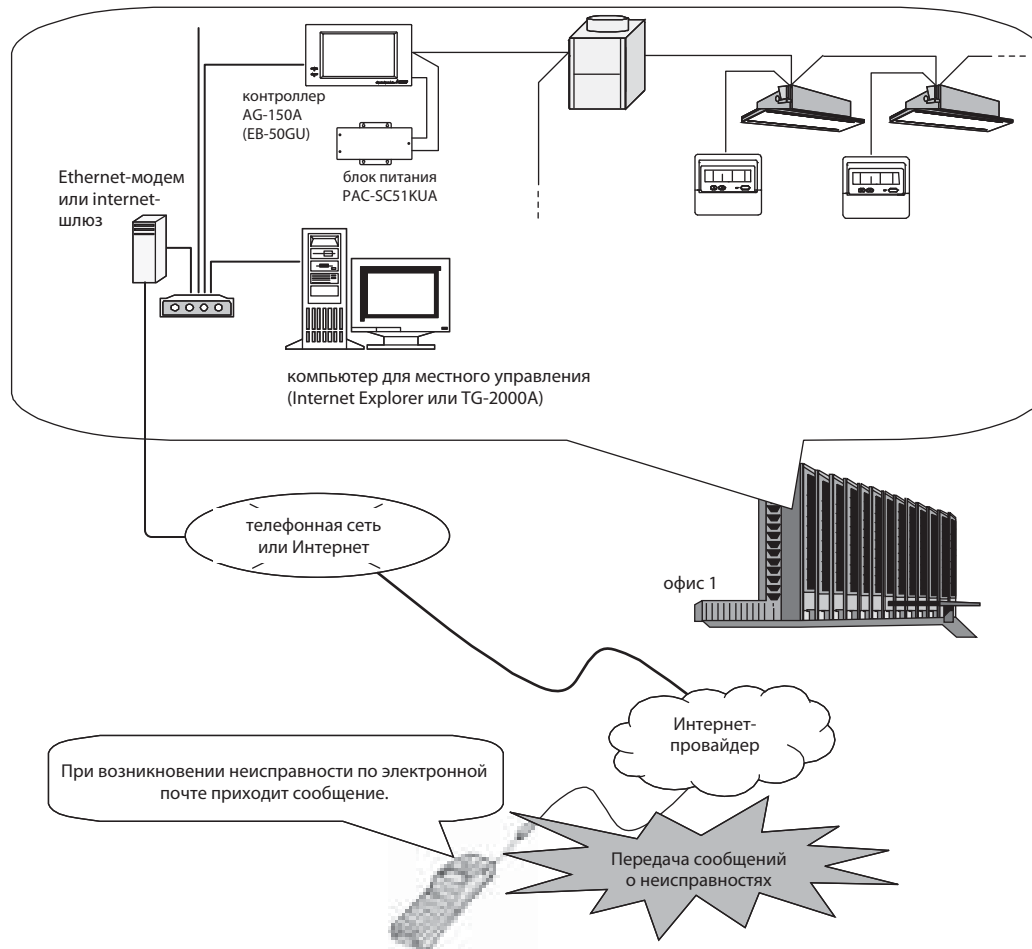 контроллер
AG-150A
(EB-50GU)
блок питания
PAC-SC51KUA
Ethernet-модем
или internet-
шлюз
компьютер для местного управления
(Internet Explorer или TG-2000A)
телефонная сеть
или Интернет
офис 1
Интернет-
провайдер
При возникновении неисправности по электронной
почте приходит сообщение.
Передача сообщений
о неисправностях